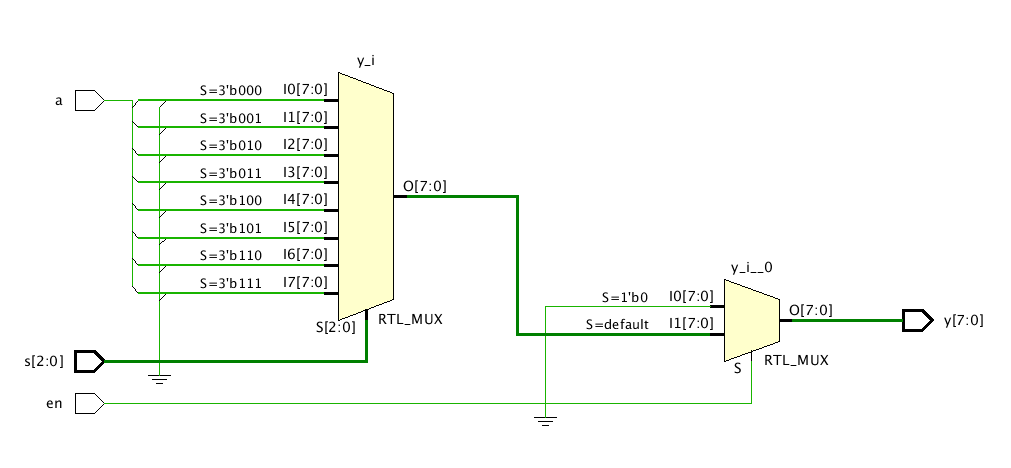 y_i
a
S=3'b000 I0[7:0]
S=3'b001 I1[7:0]
S=3'b010 I2[7:0]
S=3'b011 I3[7:0]
S=3'b100 I4[7:0]
S=3'b101 I5[7:0]
S=3'b110 I6[7:0]
S=3'b111 I7[7:0]
O[7:0]
S[2:0] RTL_MUX
s[2:0]
en
y_i__0
S=1'b0 I0[7:0]
S=default I1[7:0]
O[7:0]
y[7:0]
S RTL_MUX